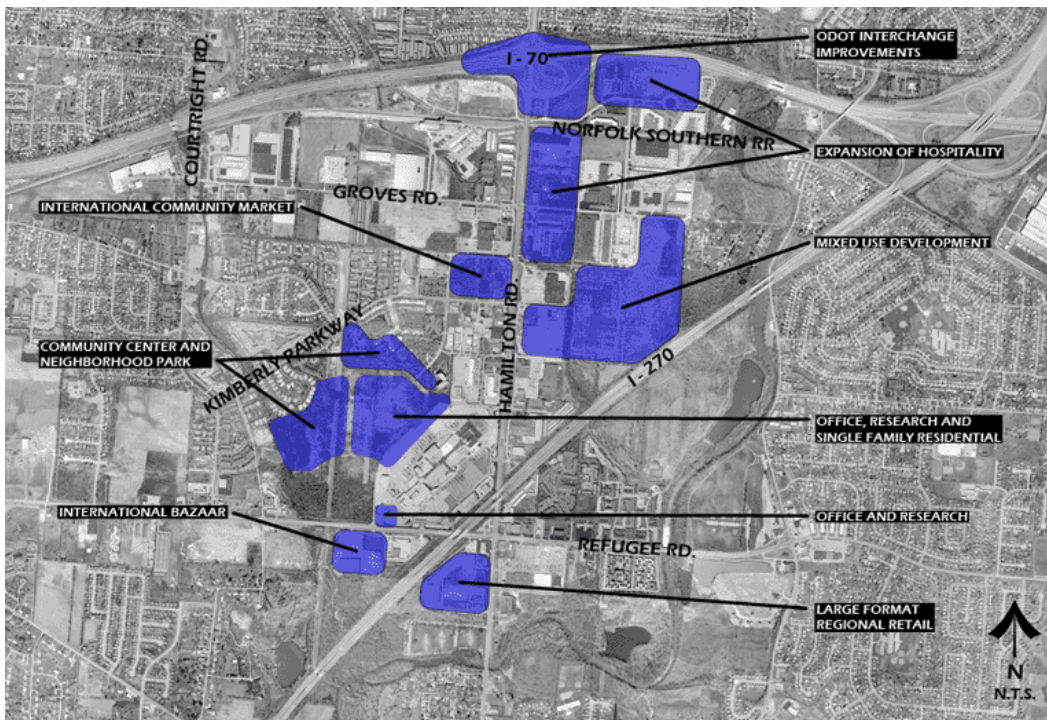 ODOT INTERCHANGE
IMPROVEMENTS
I - 70
COURTRIGHT RD.
NORFOLK SOUTHERN RR
EXPANSION OF HOSPITALITY
GROVES RD.
INTERNATIONAL COMMUNITY MARKET
MIXED USE DEVELOPMENT
HAMILTON RD.
KIMBERLY PARKWAY
COMMUNITY CENTER AND
NEIGHBORHOOD PARK
I - 270
OFFICE, RESEARCH AND
SINGLE FAMILY RESIDENTIAL
INTERNATIONAL BAZAAR
OFFICE AND RESEARCH
REFUGEE RD.
LARGE FORMAT
REGIONAL RETAIL
N
N.T.S.